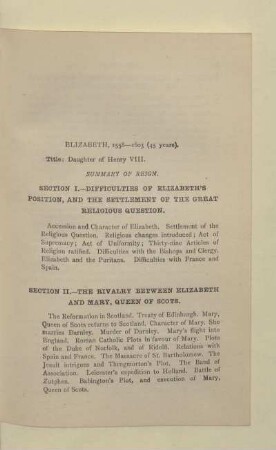 ELIZABETH, 1558—1603 (45 years).
Title: Daughter of Henry VIII.
SUMMARY OF REIGN.
SECTION I.—DIFFICULTIES OF ELIZABETH'S
POSITION, AND THE SETTLEMENT OF THE GREAT
RELIGIOUS QUESTION.
Accession and Character of Elizabeth. Settlement of the
Religious Question. Religious changes introduced; Act of
Supremacy; Act of Uniformity; Thirty-nine Articles of
Religion ratified. Difficulties with the Bishops and Clergy.
Elizabeth and the Puritans. Difficulties with France and
Spain.
SECTION II.—THE RIVALRY BETWEEN ELIZABETH
AND MARY, QUEEN OF SCOTS.
The Reformation in Scotland. Treaty of Edinburgh. Mary,
Queen of Scots returns to Scotland. Character of Mary. She
marries Darnley. Murder of Darnley. Mary's flight into
England. Roman Catholic Plots in favour of Mary. Plots
of the Duke of Norfolk, and of Ridolfi. Relations with
Spain and France. The Massacre of St. Bartholomew. The
Jesuit intrigues and Throgmorton's Plot. The Bond of
Association. Leicester's expedition to Holland. Battle of
Zutphen. Babington's Plot, and execution of Mary,
Queen of Scots.